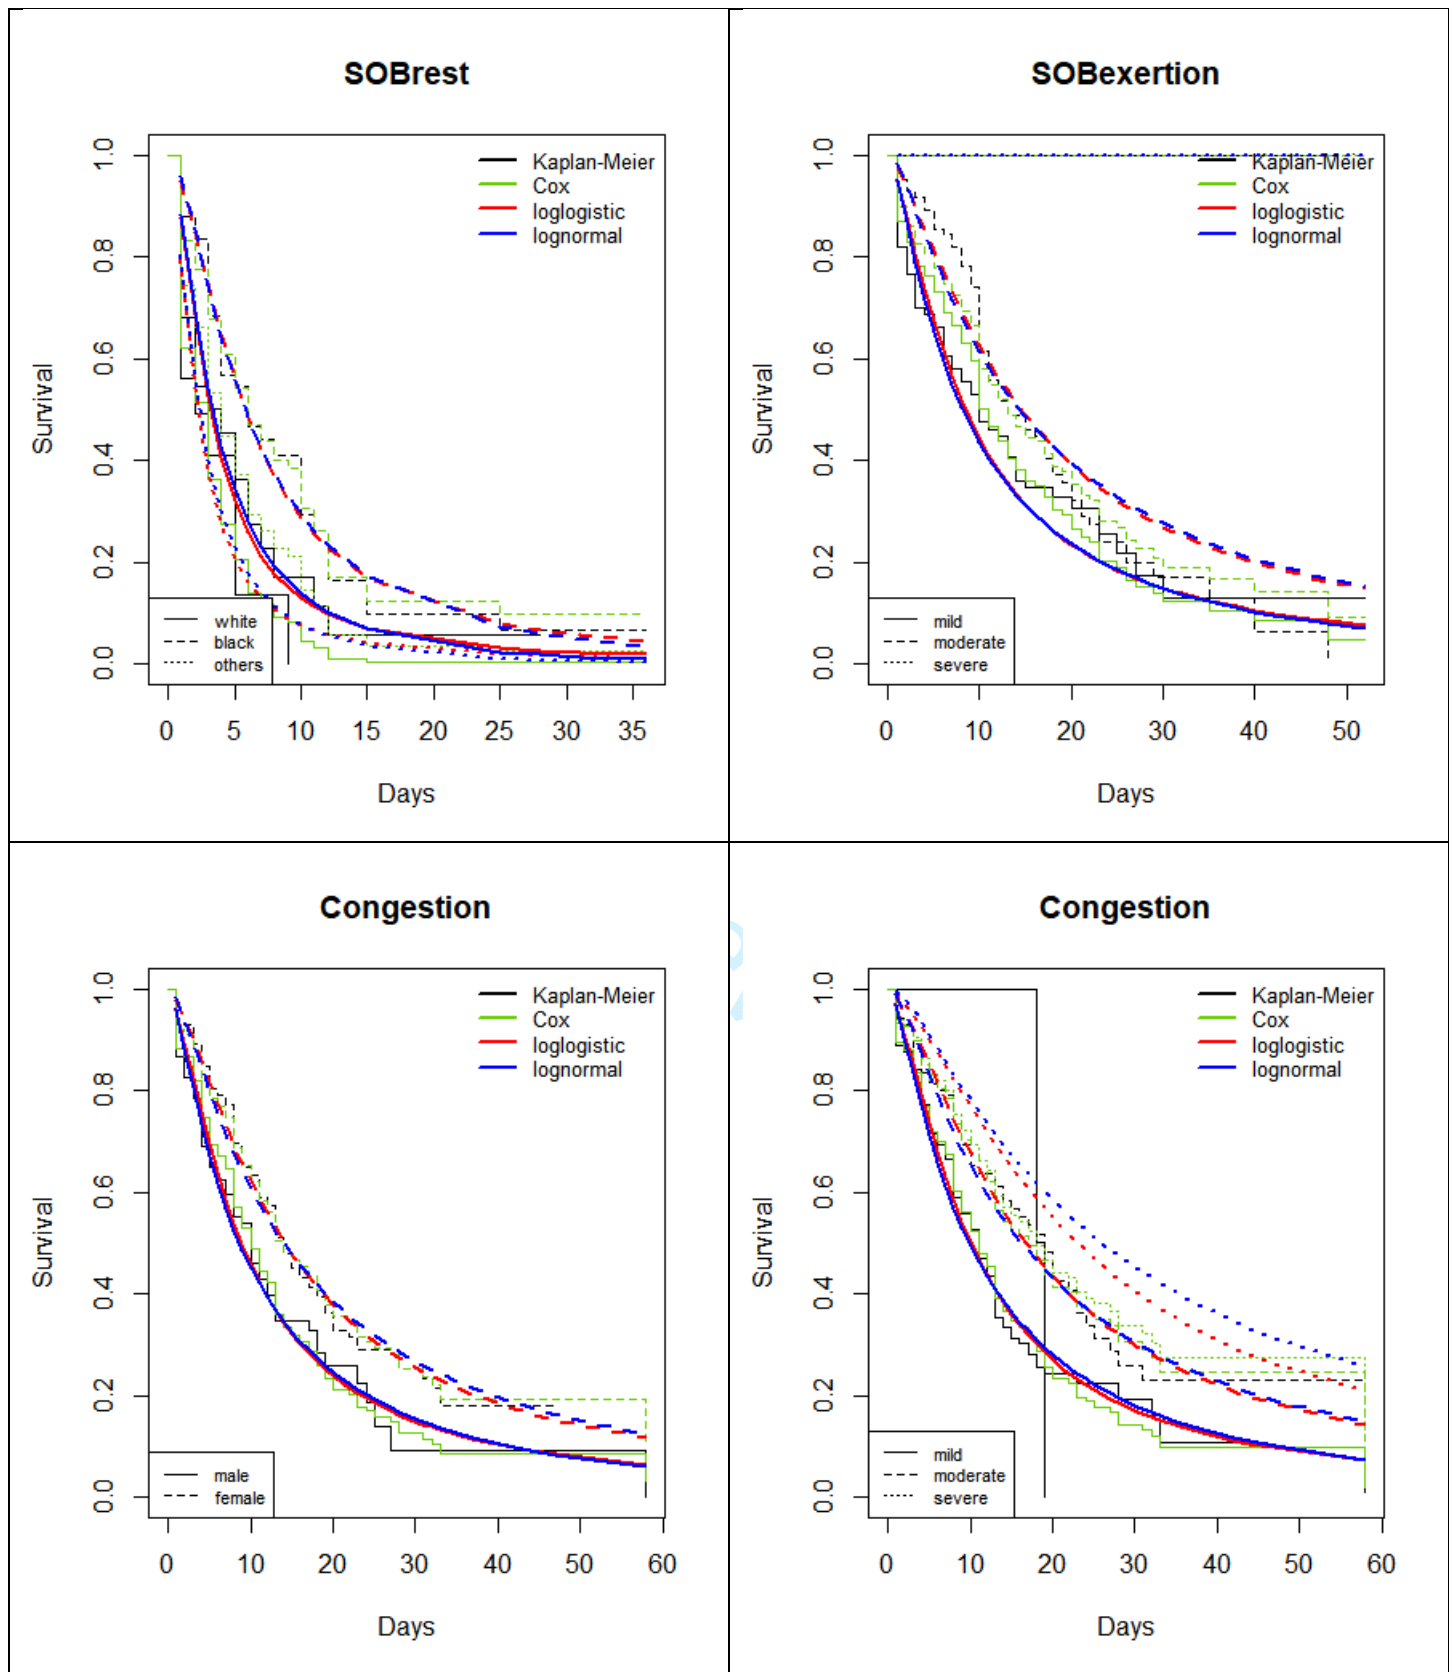 SOBrest
Survival
1.0
0.8
0.6
0.4
0.2
0.0
Kaplan-Meier
Cox
loglogistic
lognormal
white
black
others
0 5 10 15 20 25 30 35
Days
SOBexertion
Survival
1.0
0.8
0.6
0.4
0.2
0.0
Kaplan-Meier
Cox
loglogistic
lognormal
mild
moderate
severe
0 10 20 30 40 50
Days
Congestion
Survival
1.0
0.8
0.6
0.4
0.2
0.0
Kaplan-Meier
Cox
loglogistic
lognormal
male
female
0 10 20 30 40 50 60
Days
Congestion
Survival
1.0
0.8
0.6
0.4
0.2
0.0
Kaplan-Meier
Cox
loglogistic
lognormal
mild
moderate
severe
0 10 20 30 40 50 60
Days